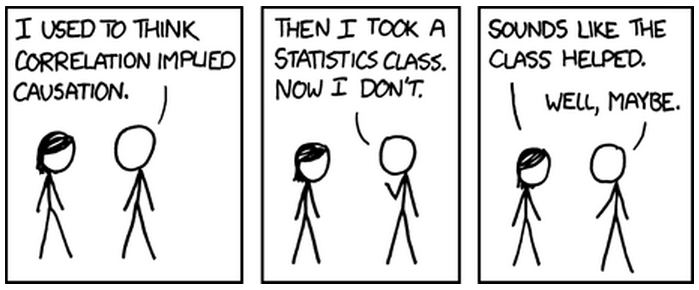 I USED TO THINK
CORRELATION IMPLIED
CAUSATION.
THEN I TOOK A
STATISTICS CLASS.
NOW I DON'T.
SOUNDS LIKE THE
CLASS HELPED.
WELL, MAYBE.